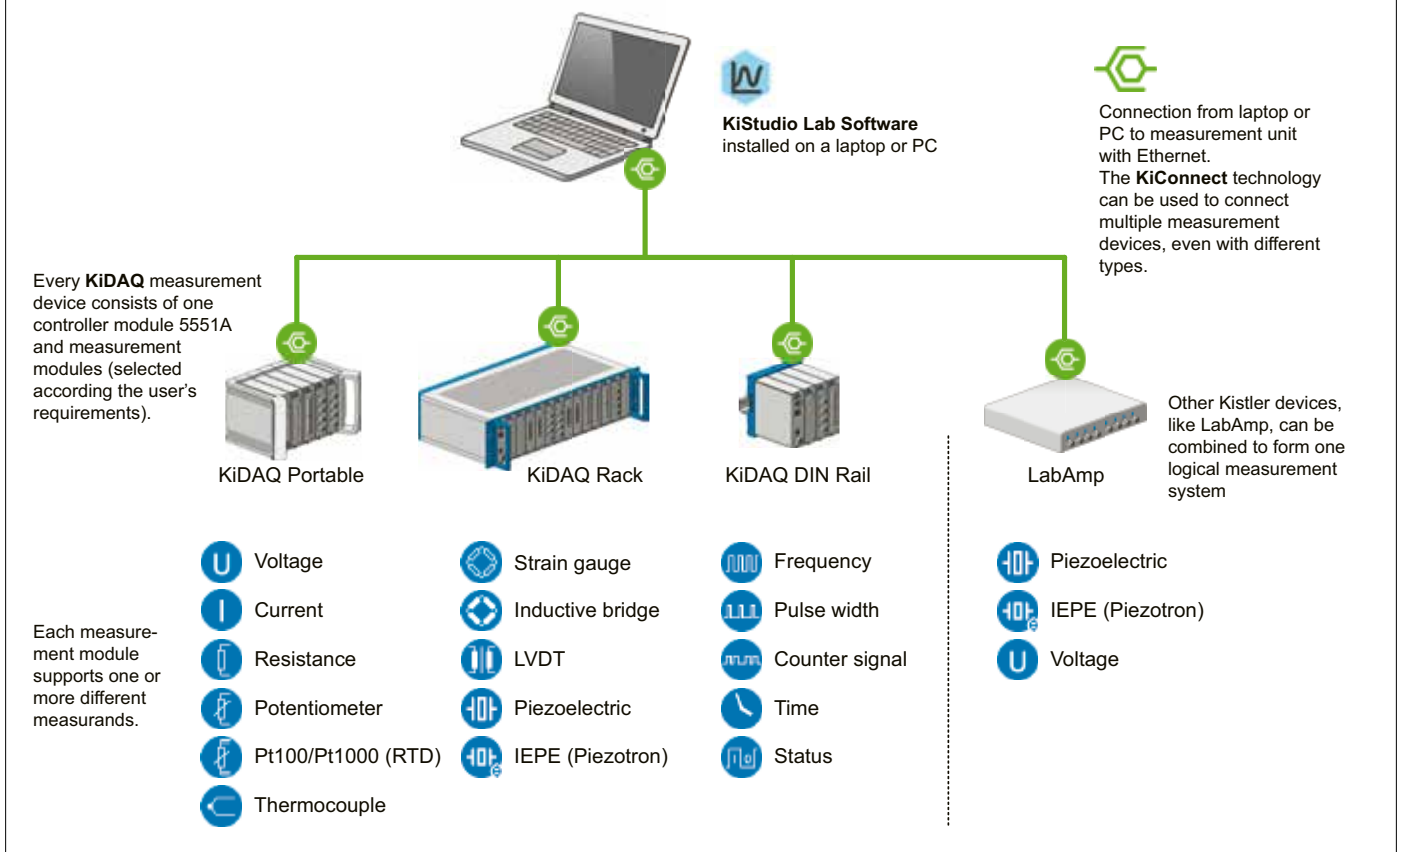 KiStudio Lab Software
installed on a laptop or PC
Connection from laptop or
PC to measurement unit
with Ethernet.
The KiConnect technology
can be used to connect
multiple measurement
devices, even with different
types.
Every KiDAQ measurement
device consists of one
controller module 5551A
and measurement
modules (selected
according the user's
requirements).
KiDAQ Portable
KiDAQ Rack
KiDAQ DIN Rail
LabAmp
Other Kistler devices,
like LabAmp, can be
combined to form one
logical measurement
system
Each measure-
ment module
supports one or
more different
measurands.
U Voltage
Current
Resistance
Potentiometer
Pt100/Pt1000 (RTD)
Thermocouple
Strain gauge
Inductive bridge
LVDT
Piezoelectric
IEPE (Piezotron)
Frequency
Pulse width
Counter signal
Time
Status
Piezoelectric
IEPE (Piezotron)
U Voltage